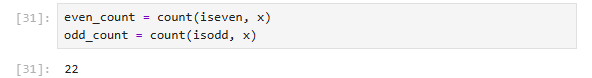 [31]: even_count = count(iseven, x)
odd_count = count(isodd, x)
[31]: 22